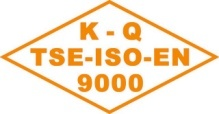 K - Q
TSE-ISO-EN
9000